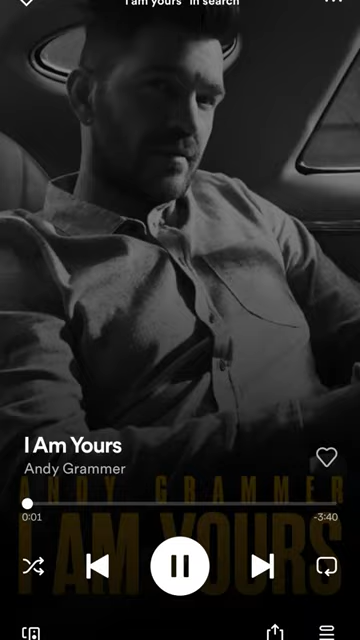 "I am yours" in search
I Am Yours
Andy Grammer
ANDY GRAMMER
I AM YOURS
0:01
-3:40